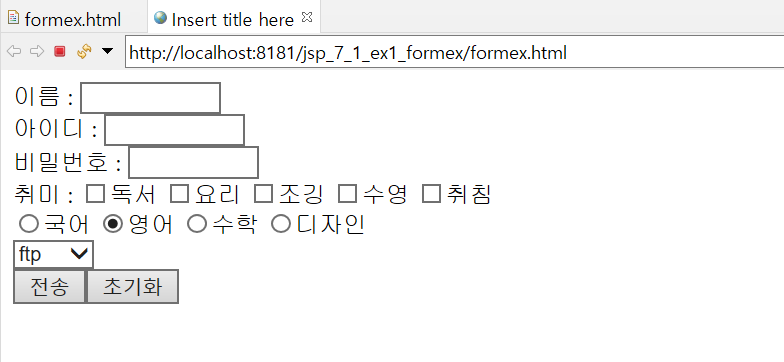 formex.html Insert title here
http://localhost:8181/jsp_7_1_ex1_formex/formex.html
이름 :
아이디 :
비밀번호 :
취미 : 독서 요리 조깅 수영 취침
국어 영어 수학 디자인
ftp
전송 초기화